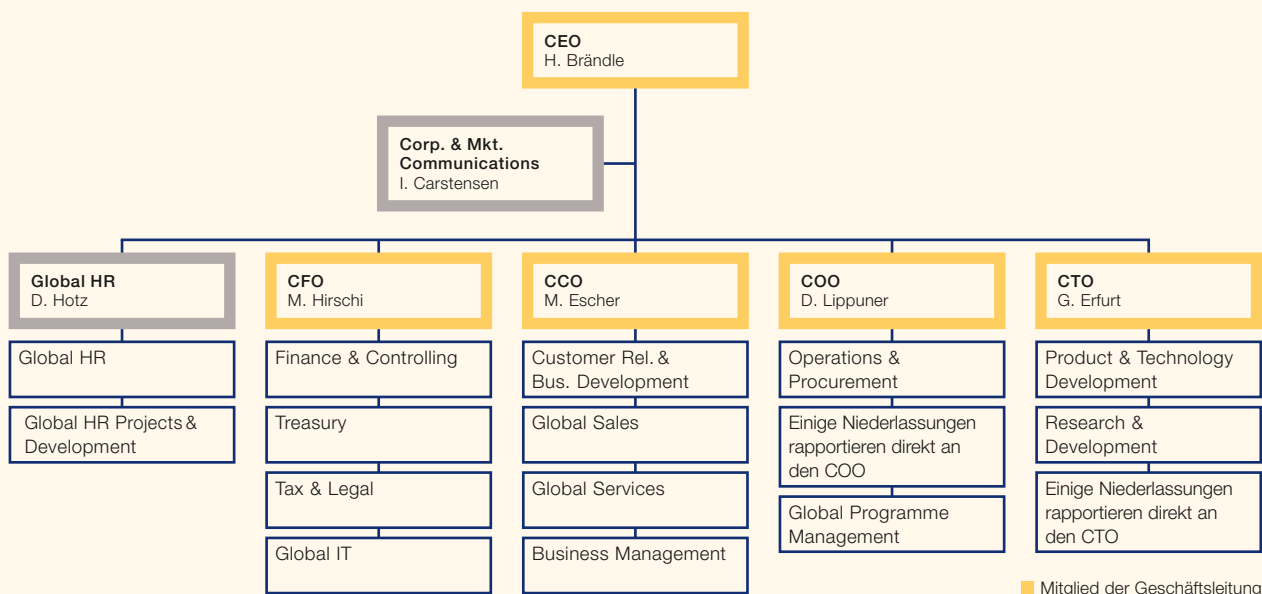 CEO
H. Brändle
Corp. & Mkt.
Communications
I. Carstensen
Global HR
D. Hotz
Global HR
Global HR Projects &
Development
CFO
M. Hirschi
Finance & Controlling
Treasury
Tax & Legal
Global IT
CCO
M. Escher
Customer Rel. &
Bus. Development
Global Sales
Global Services
Business Management
COO
D. Lippuner
Operations &
Procurement
Einige Niederlassungen
rapportieren direkt an
den COO
Global Programme
Management
CTO
G. Erfurt
Product & Technology
Development
Research &
Development
Einige Niederlassungen
rapportieren direkt an
den CTO
Mitglied der Geschäftsleitung